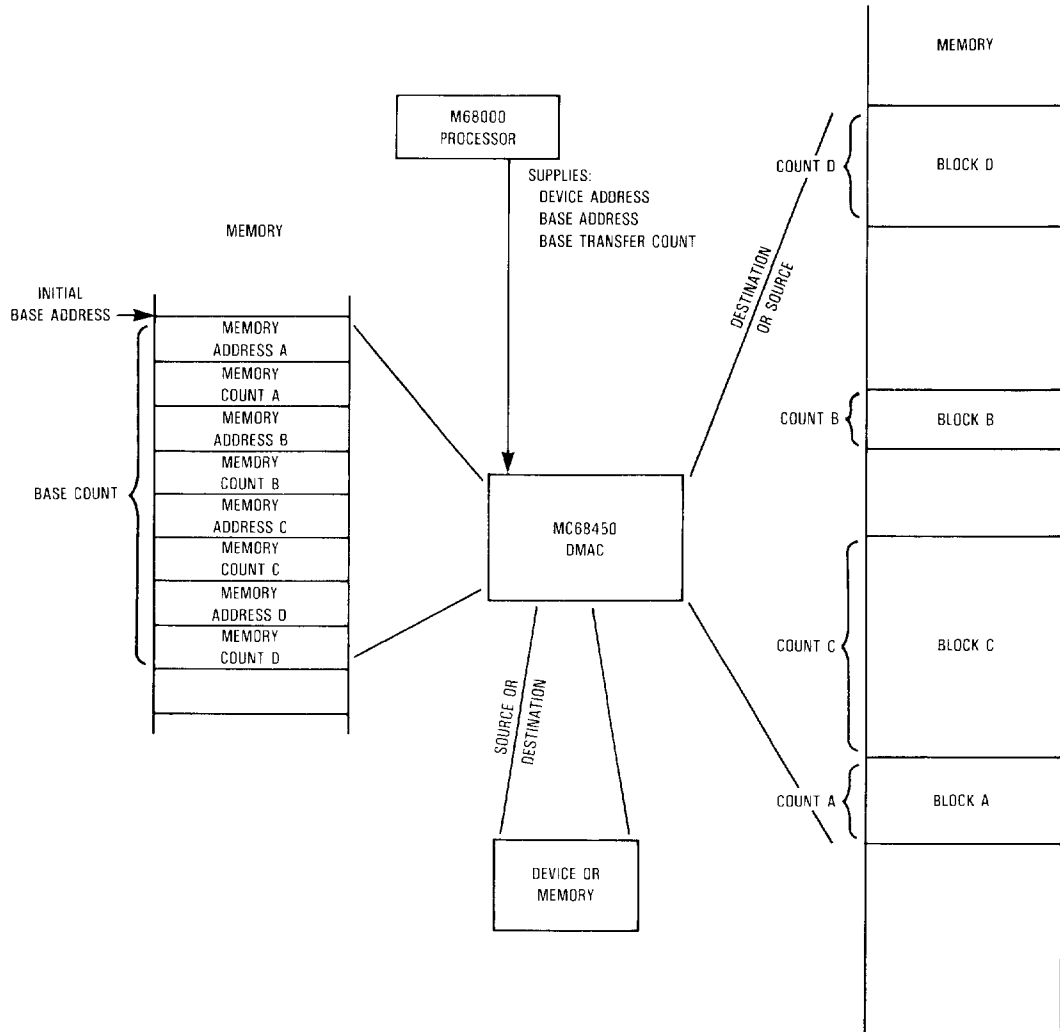 MEMORY
M68000
PROCESSOR
SUPPLIES:
DEVICE ADDRESS
BASE ADDRESS
BASE TRANSFER COUNT
COUNT D
BLOCK D
MEMORY
INITIAL
BASE ADDRESS
MEMORY
ADDRESS A
MEMORY
COUNT A
MEMORY
ADDRESS B
MEMORY
COUNT B
MEMORY
ADDRESS C
MEMORY
COUNT C
MEMORY
ADDRESS D
MEMORY
COUNT D
BASE COUNT
DESTINATION
OR SOURCE
COUNT B
BLOCK B
MC68450
DMAC
COUNT C
BLOCK C
SOURCE OR
DESTINATION
COUNT A
BLOCK A
DEVICE OR
MEMORY